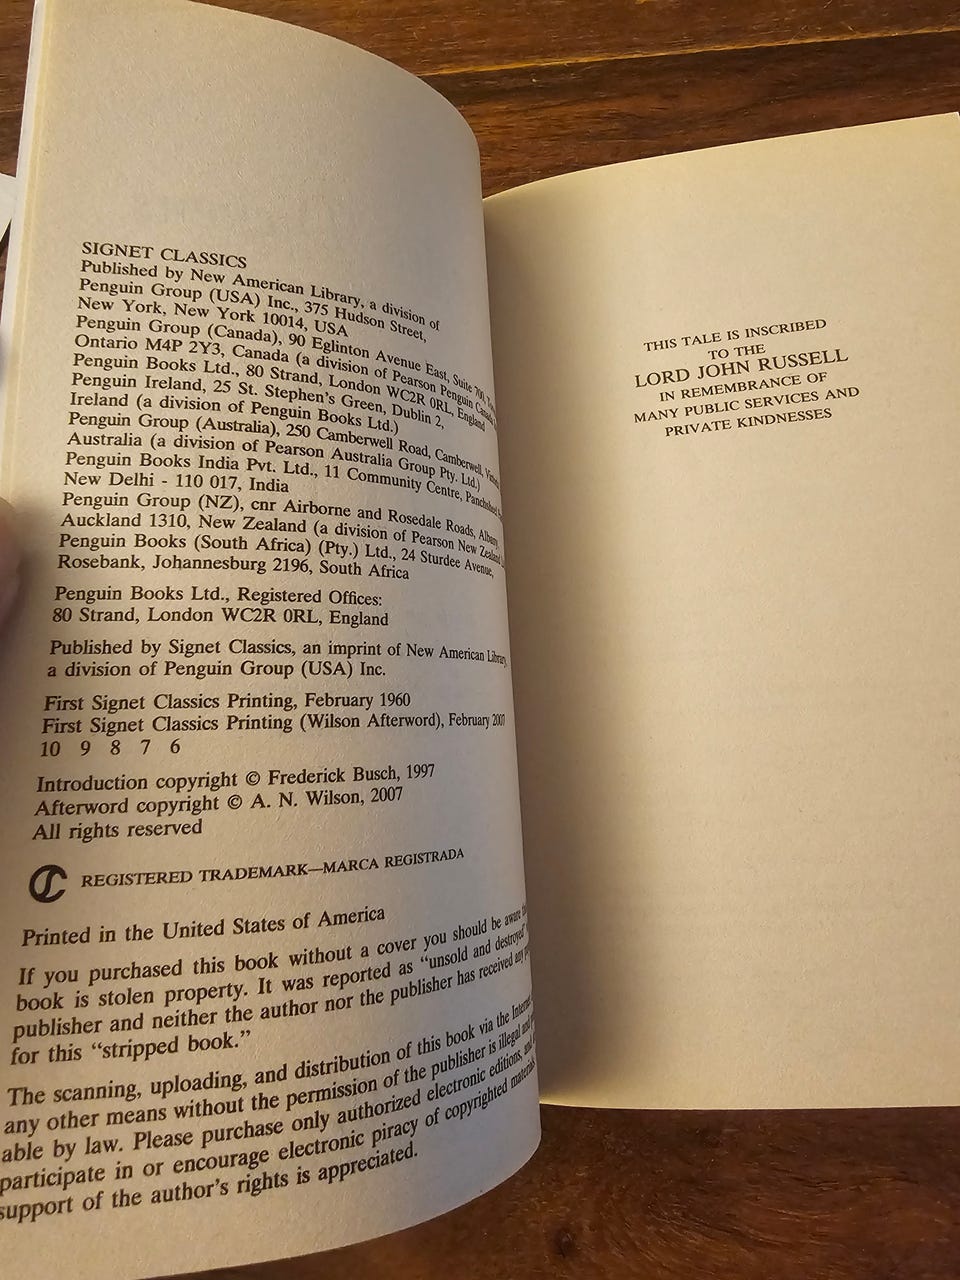 SIGNET CLASSICS
Published by New American Library, a division of
Penguin Group (USA) Inc., 375 Hudson Street,
New York, New York 10014, USA
Penguin Group (Canada), 90 Eglinton Avenue East, Suite 700,
Ontario M4P 2Y3, Canada (a division of Pearson Penguin Canada
Penguin Books Ltd., 80 Strand, London WC2R 0RL, England
Penguin Ireland, 25 St. Stephen's Green, Dublin 2,
Ireland (a division of Penguin Books Ltd.)
Penguin Group (Australia), 250 Camberwell Road, Camberwell,
Australia (a division of Pearson Australia Group Pty. Ltd.)
Penguin Books India Pvt. Ltd., 11 Community Centre,
New Delhi - 110 017, India
Penguin Group (NZ), cnr Airborne and Rosedale Roads, Albany,
Auckland 1310, New Zealand (a division of Pearson New Zealand
Penguin Books (South Africa) (Pty.) Ltd., 24 Sturdee Avenue,
Rosebank, Johannesburg 2196, South Africa
Penguin Books Ltd., Registered Offices:
80 Strand, London WC2R 0RL, England
Published by Signet Classics, an imprint of New American Library,
a division of Penguin Group (USA) Inc.
First Signet Classics Printing, February 1960
First Signet Classics Printing (Wilson Afterword), February 2007
10 9 8 7 6
Introduction copyright © Frederick Busch, 1997
Afterword copyright © A. N. Wilson, 2007
All rights reserved
REGISTERED TRADEMARK—MARCA REGISTRADA
Printed in the United States of America
If you purchased this book without a cover you should be aware
book is stolen property. It was reported as “unsold and destroyed”
publisher and neither the author nor the publisher has received any
for this “stripped book.”
The scanning, uploading, and distribution of this book via the Internet
any other means without the permission of the publisher is illegal and
able by law. Please purchase only authorized electronic editions, and
participate in or encourage electronic piracy of copyrighted materials
support of the author's rights is appreciated.
THIS TALE IS INSCRIBED
TO THE
LORD JOHN RUSSELL
IN REMEMBRANCE OF
MANY PUBLIC SERVICES AND
PRIVATE KINDNESSES